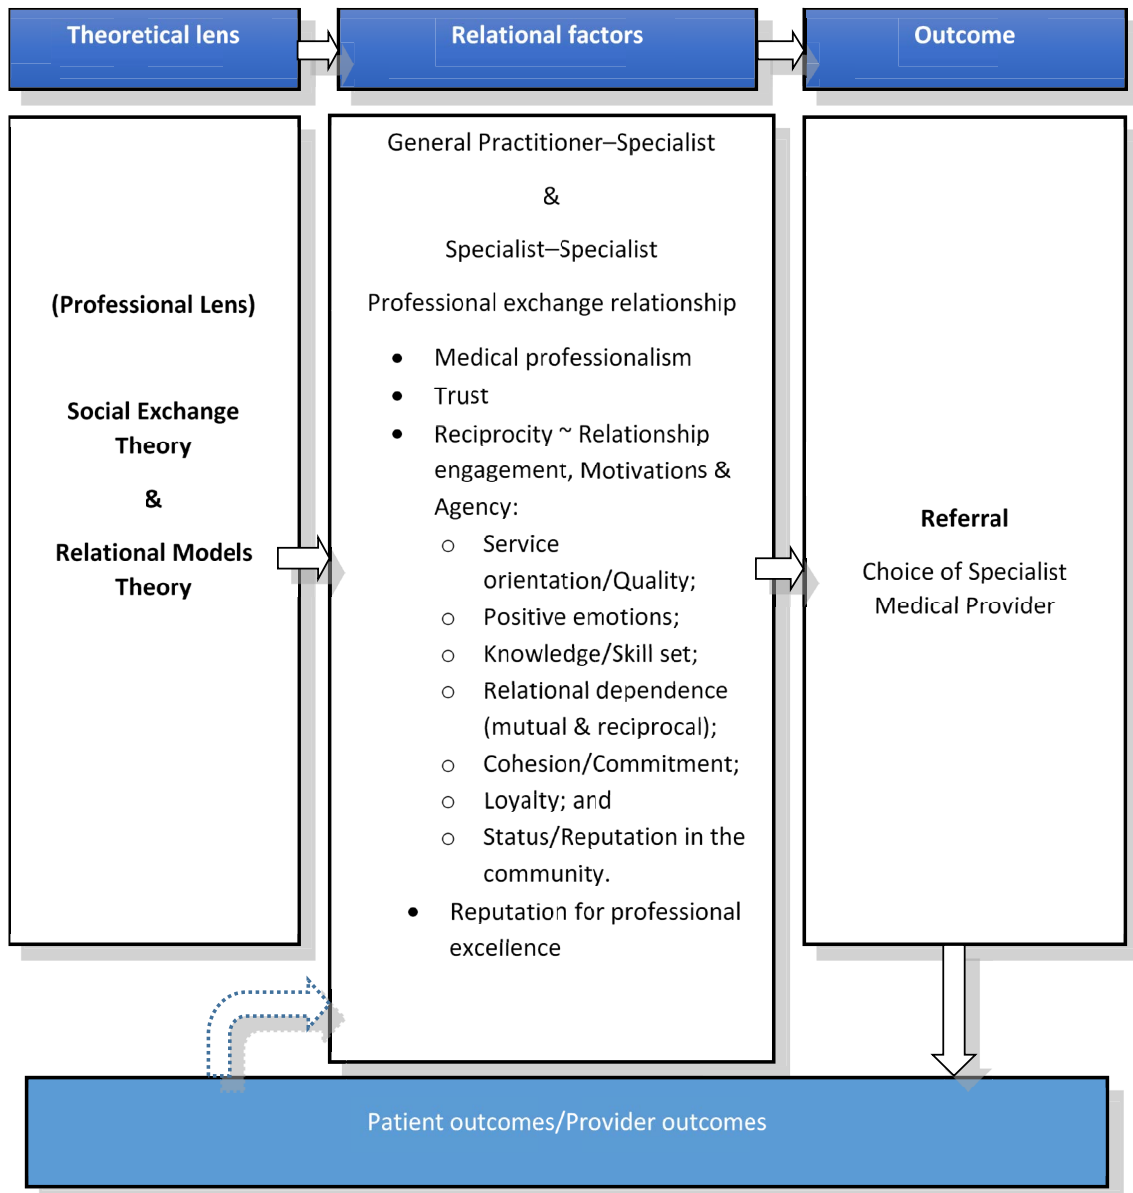 Theoretical lens
Relational factors
Outcome
(Professional Lens)
Social Exchange
Theory
&
Relational Models
Theory
General Practitioner–Specialist
&
Specialist–Specialist
Professional exchange relationship
• Medical professionalism
• Trust
• Reciprocity ~ Relationship
engagement, Motivations &
Agency:
o Service
orientation/Quality;
o Positive emotions;
o Knowledge/Skill set;
o Relational dependence
(mutual & reciprocal);
o Cohesion/Commitment;
o Loyalty; and
o Status/Reputation in the
community.
• Reputation for professional
excellence
Referral
Choice of Specialist
Medical Provider
Patient outcomes/Provider outcomes